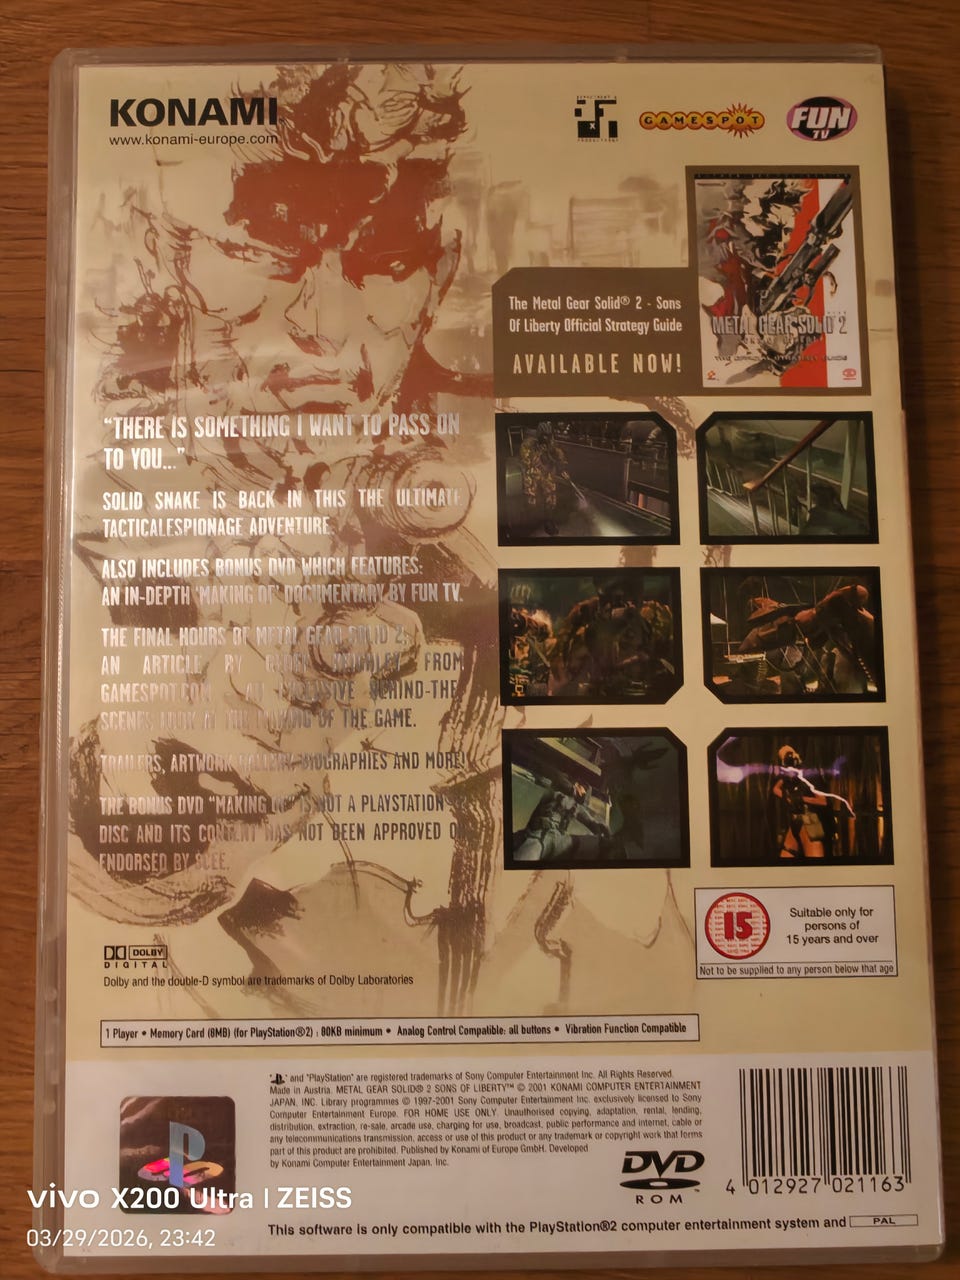 KONAMI
www.konami-europe.com
GAMESPOT
FUN
TV
The Metal Gear Solid® 2 - Sons
Of Liberty Official Strategy Guide
AVAILABLE NOW!
METAL GEAR SOLID 2
"THERE IS SOMETHING I WANT TO PASS ON
TO YOU..."
SOLID SNAKE IS BACK IN THIS THE ULTIMATE
TACTICALESPIONAGE ADVENTURE.
ALSO INCLUDES BONUS DVD WHICH FEATURES:
AN IN-DEPTH 'MAKING OF' DOCUMENTARY BY FUN TV.
THE FINAL HOURS OF METAL GEAR SOLID 2:
AN ARTICLE BY FROM
GAMESPOT.COM - BEHIND-THE-
SCENES LOOK AT THE MAKING OF THE GAME.
TRAILERS, ARTWORK GALLERY, BIOGRAPHIES AND MORE!
THE BONUS DVD "MAKING OF" IS NOT A PLAYSTATION
DISC AND ITS CONTENT HAS NOT BEEN APPROVED OR
ENDORSED BY SCEE.
15
Suitable only for
persons of
15 years and over
Not to be supplied to any person below that age
DOLBY
DIGITAL
Dolby and the double-D symbol are trademarks of Dolby Laboratories
1 Player • Memory Card (8MB) (for PlayStation®2) : 80KB minimum • Analog Control Compatible: all buttons • Vibration Function Compatible
" " and "PlayStation" are registered trademarks of Sony Computer Entertainment Inc. All Rights Reserved.
Made in Austria. METAL GEAR SOLID® 2 SONS OF LIBERTY™ © 2001 KONAMI COMPUTER ENTERTAINMENT
JAPAN, INC. Library programmes © 1997-2001 Sony Computer Entertainment Inc. exclusively licensed to Sony
Computer Entertainment Europe. FOR HOME USE ONLY. Unauthorised copying, adaptation, rental, lending,
distribution, extraction, re-sale, arcade use, charging for use, broadcast, public performance and internet, cable or
any telecommunications transmission, access or use of this product or any trademark or copyright work that forms
part of this product are prohibited. Published by Konami of Europe GmbH. Developed
by Konami Computer Entertainment Japan, Inc.
DVD
ROM
4 012927 021163
This software is only compatible with the PlayStation®2 computer entertainment system and PAL
vivo X200 Ultra | ZEISS
03/29/2026, 23:42